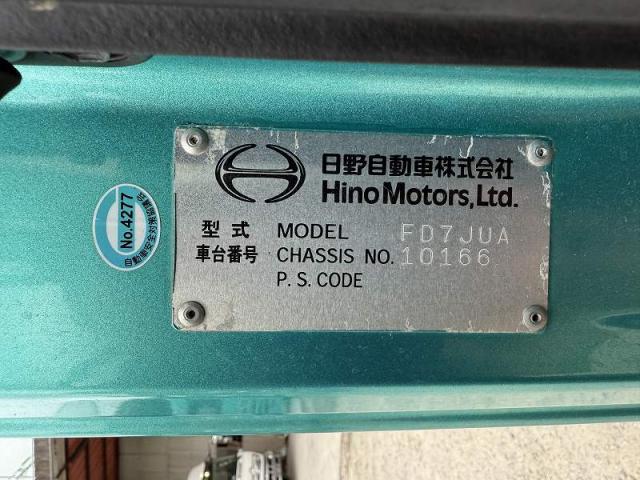 日野自動車株式会社
Hino Motors, Ltd.
型式 MODEL FD7JUA
車台番号 CHASSIS NO. 10166
P. S. CODE
No.4277